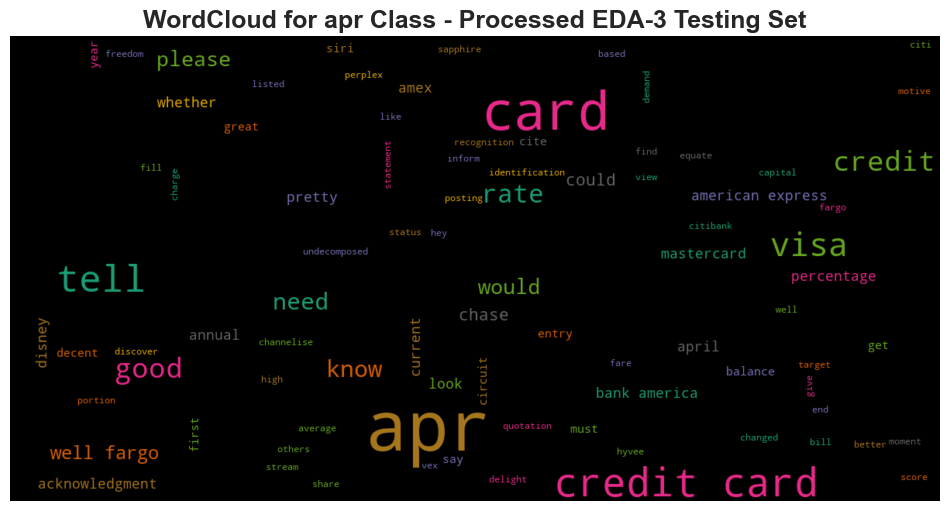 WordCloud for apr Class - Processed EDA-3 Testing Set
year
freedom
please
siri
sapphire
based
citi
listed
perplex
amex
card
demand
motive
whether
great
like
recognition
cite
find
equate
credit
fill
charge
statement
inform
identification
could
view
capital
pretty
posting
rate
american express
fargo
status
hey
citibank
undecomposed
mastercard
visa
tell
need
would
percentage
chase
well
annual
entry
april
get
disney
decent
discover
channelise
current
good
know
look
circuit
fare
balance
target
high
bank america
give
portion
end
first
average
apr
quotation
must
changed
bill
better
moment
well fargo
others
vex
say
hyvee
stream
acknowledgment
share
delight
credit card
score